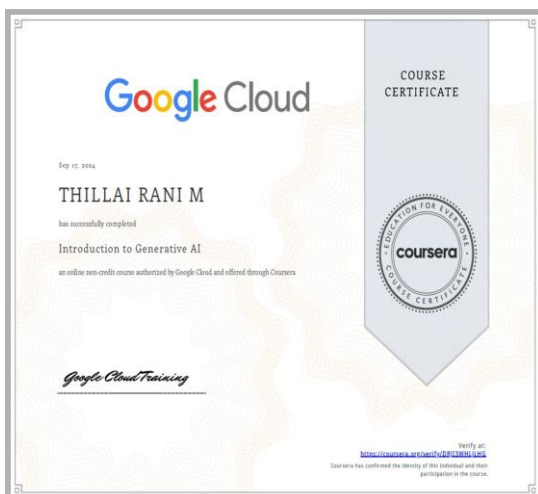 Google Cloud
COURSE
CERTIFICATE
Sep 17, 2024
THILLAI RANI M
has successfully completed
Introduction to Generative AI
an online non-credit course authorized by Google Cloud and offered through Coursera
EDUCATION FOR EVERYONE
coursera
COURSE CERTIFICATE
Google Cloud Training
Verify at:
Coursera has confirmed the identity of this individual and their
participation in the course.